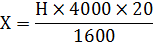 X = H × 4000 × 20 / 1600